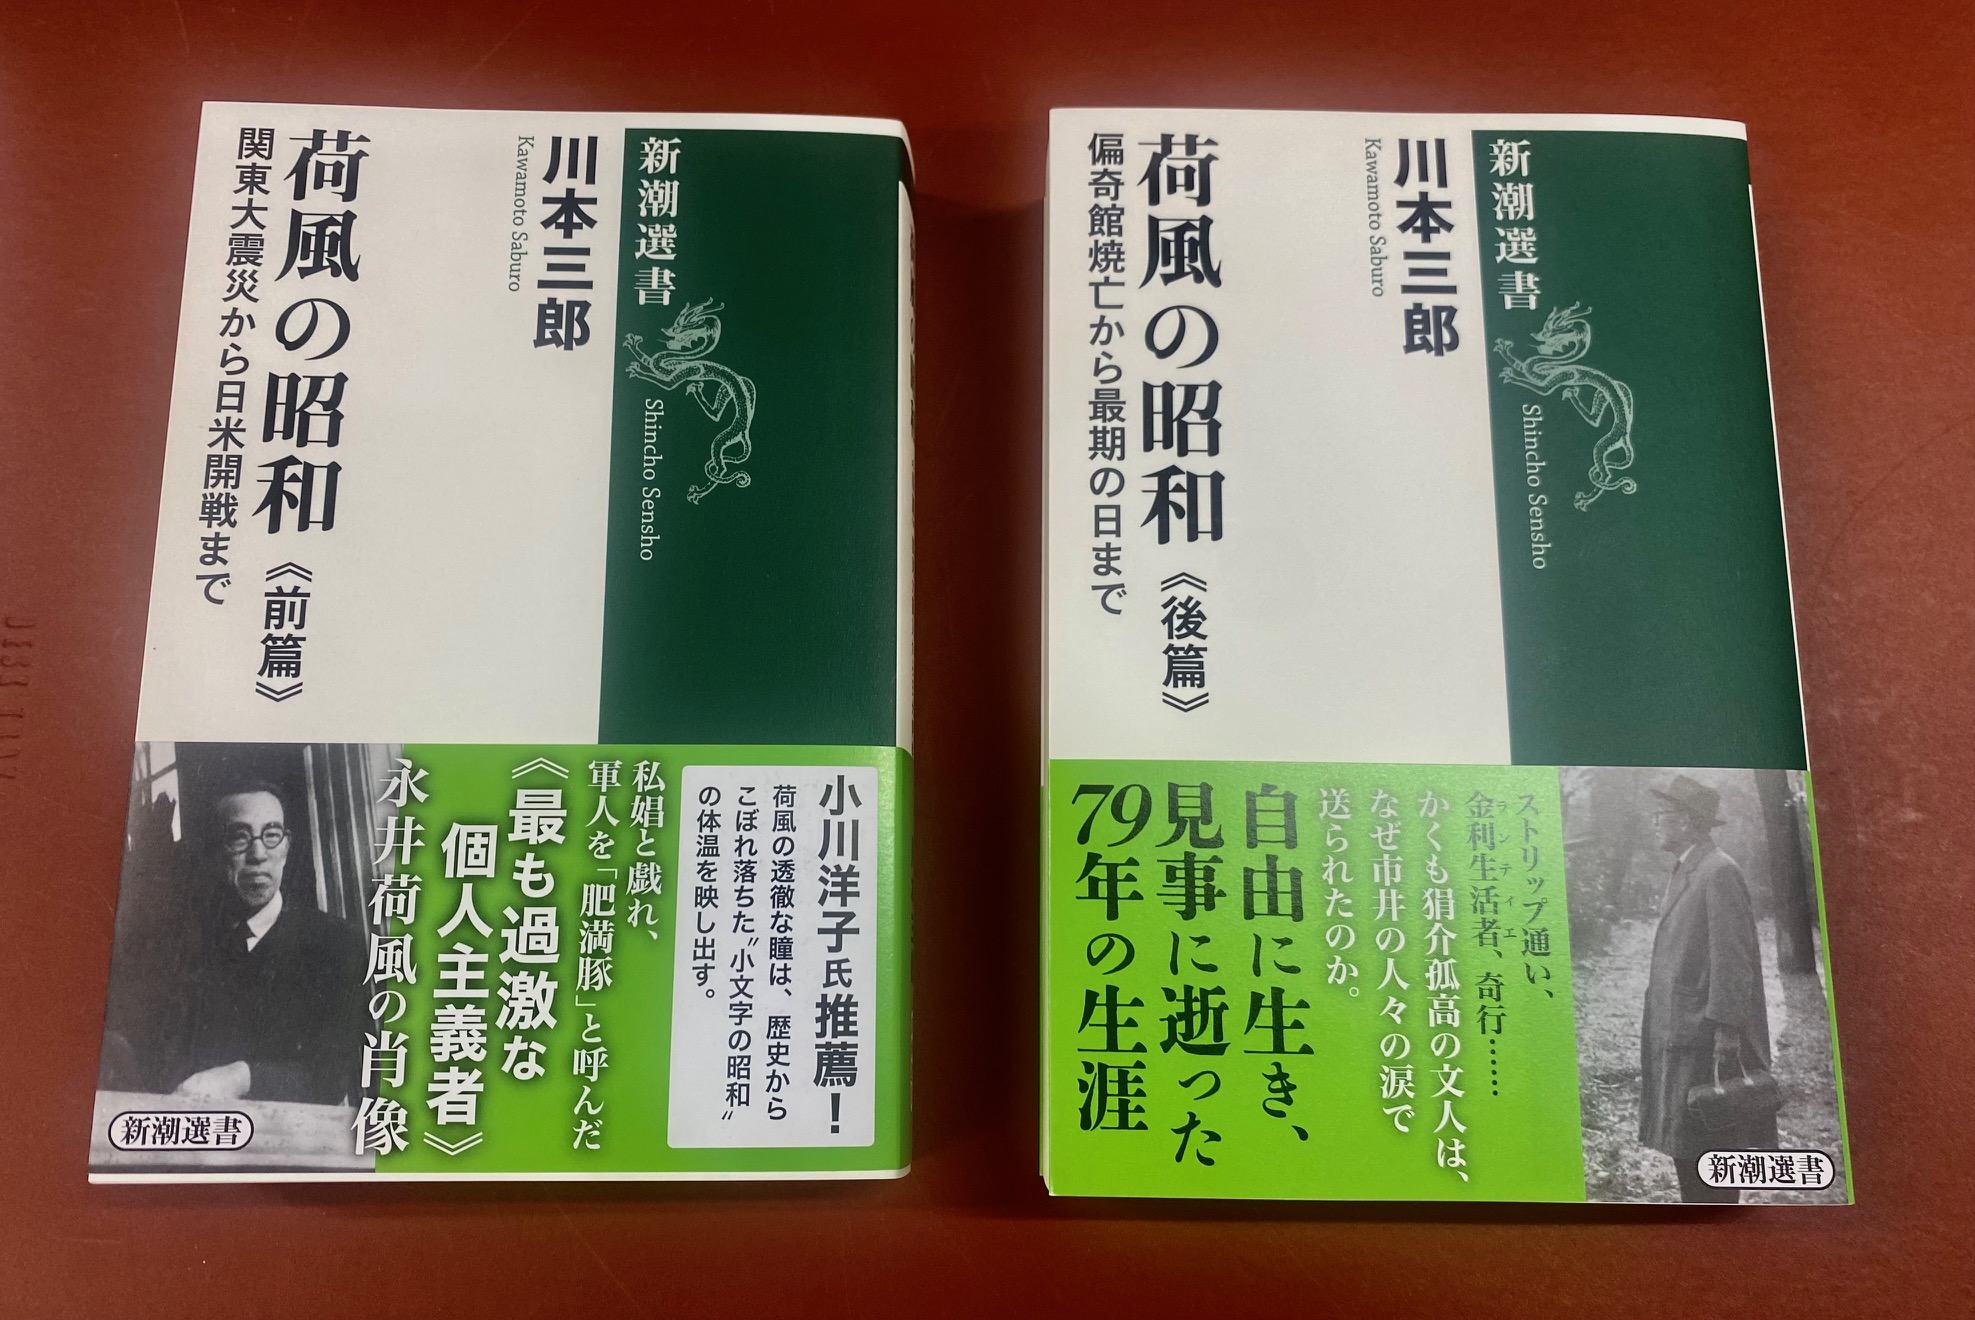 新潮選書
Shincho Sensho
川本三郎
Kawamoto Saburo
荷風の昭和《前篇》
関東大震災から日米開戦まで
小川洋子氏推薦！
荷風の透徹な瞳は、歴史から
こぼれ落ちた〝小文字の昭和〟
の体温を映し出す。
私娼と戯れ、
軍人を「肥満豚」と呼んだ
《最も過激な
個人主義者》
永井荷風の肖像
新潮選書
新潮選書
Shincho Sensho
川本三郎
Kawamoto Saburo
荷風の昭和《後篇》
偏奇館焼亡から最期の日まで
ストリップ通い、
ランティエ
金利生活者、奇行……
かくも狷介孤高の文人は、
なぜ市井の人々の涙で
送られたのか。
自由に生き、
見事に逝った
79年の生涯
新潮選書